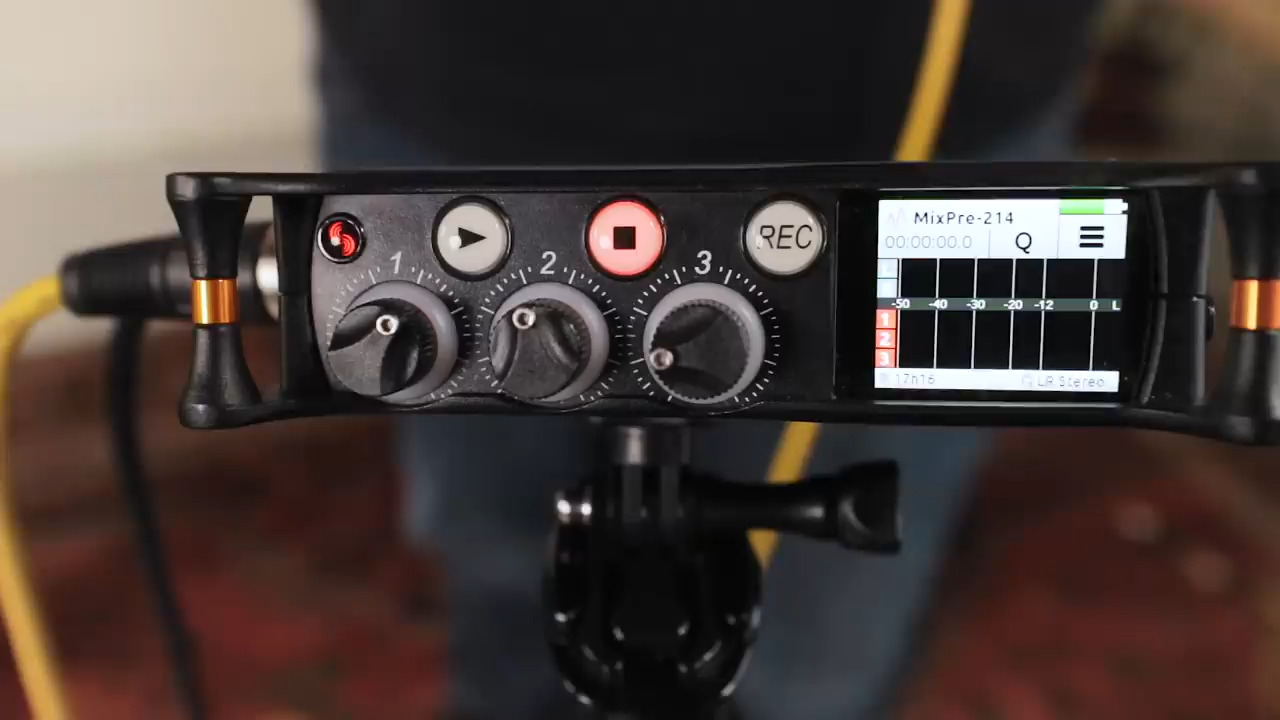 1
2
3
REC
MixPre-214
00:00:00.0
Q
-50 -40 -30 -20 -12 0 L
1
2
3
17h16
LR Stereo